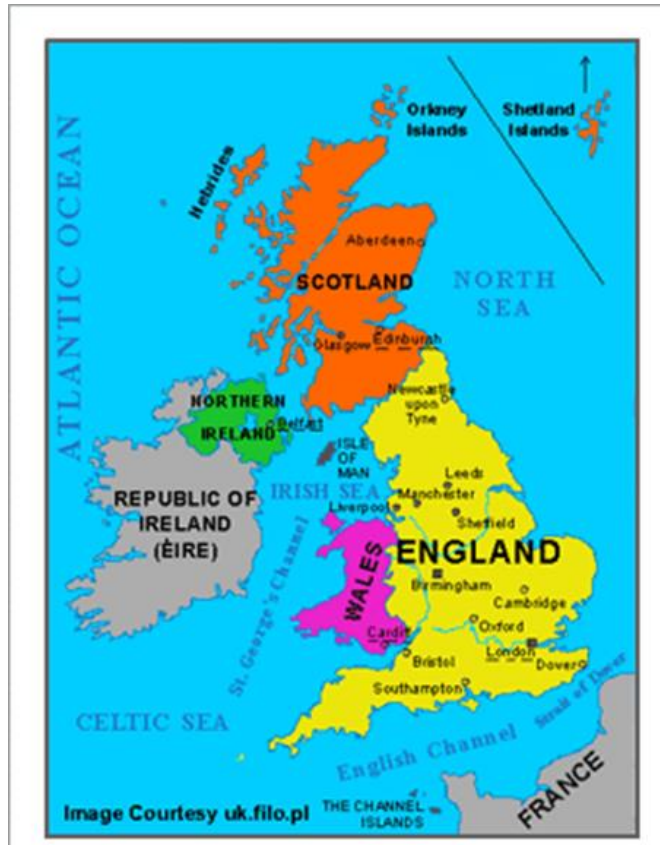 Orkney
Islands
Shetland
Islands
Hebrides
ATLANTIC OCEAN
Aberdeen
SCOTLAND
NORTH
SEA
Glasgow
Edinburgh
NORTHERN
IRELAND
Belfast
Newcastle
upon
Tyne
ISLE
OF
MAN
IRISH SEA
Leeds
Manchester
Liverpool
Sheffield
REPUBLIC OF
IRELAND
(ÈIRE)
St. George's Channel
WALES
ENGLAND
Birmingham
Cambridge
Oxford
Cardif
London
Bristol
Dover
Southampton
Strait of Dover
CELTIC SEA
English Channel
FRANCE
THE CHANNEL
ISLANDS
Image Courtesy uk.filo.pl